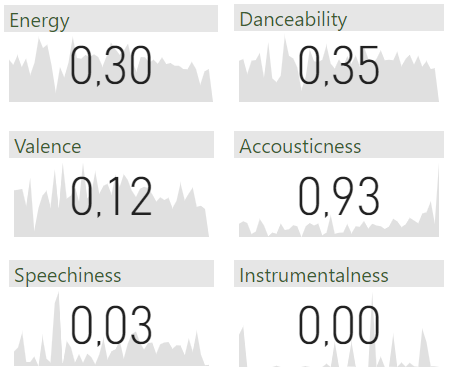 Energy
0,30
Danceability
0,35
Valence
0,12
Accousticness
0,93
Speechiness
0,03
Instrumentalness
0,00